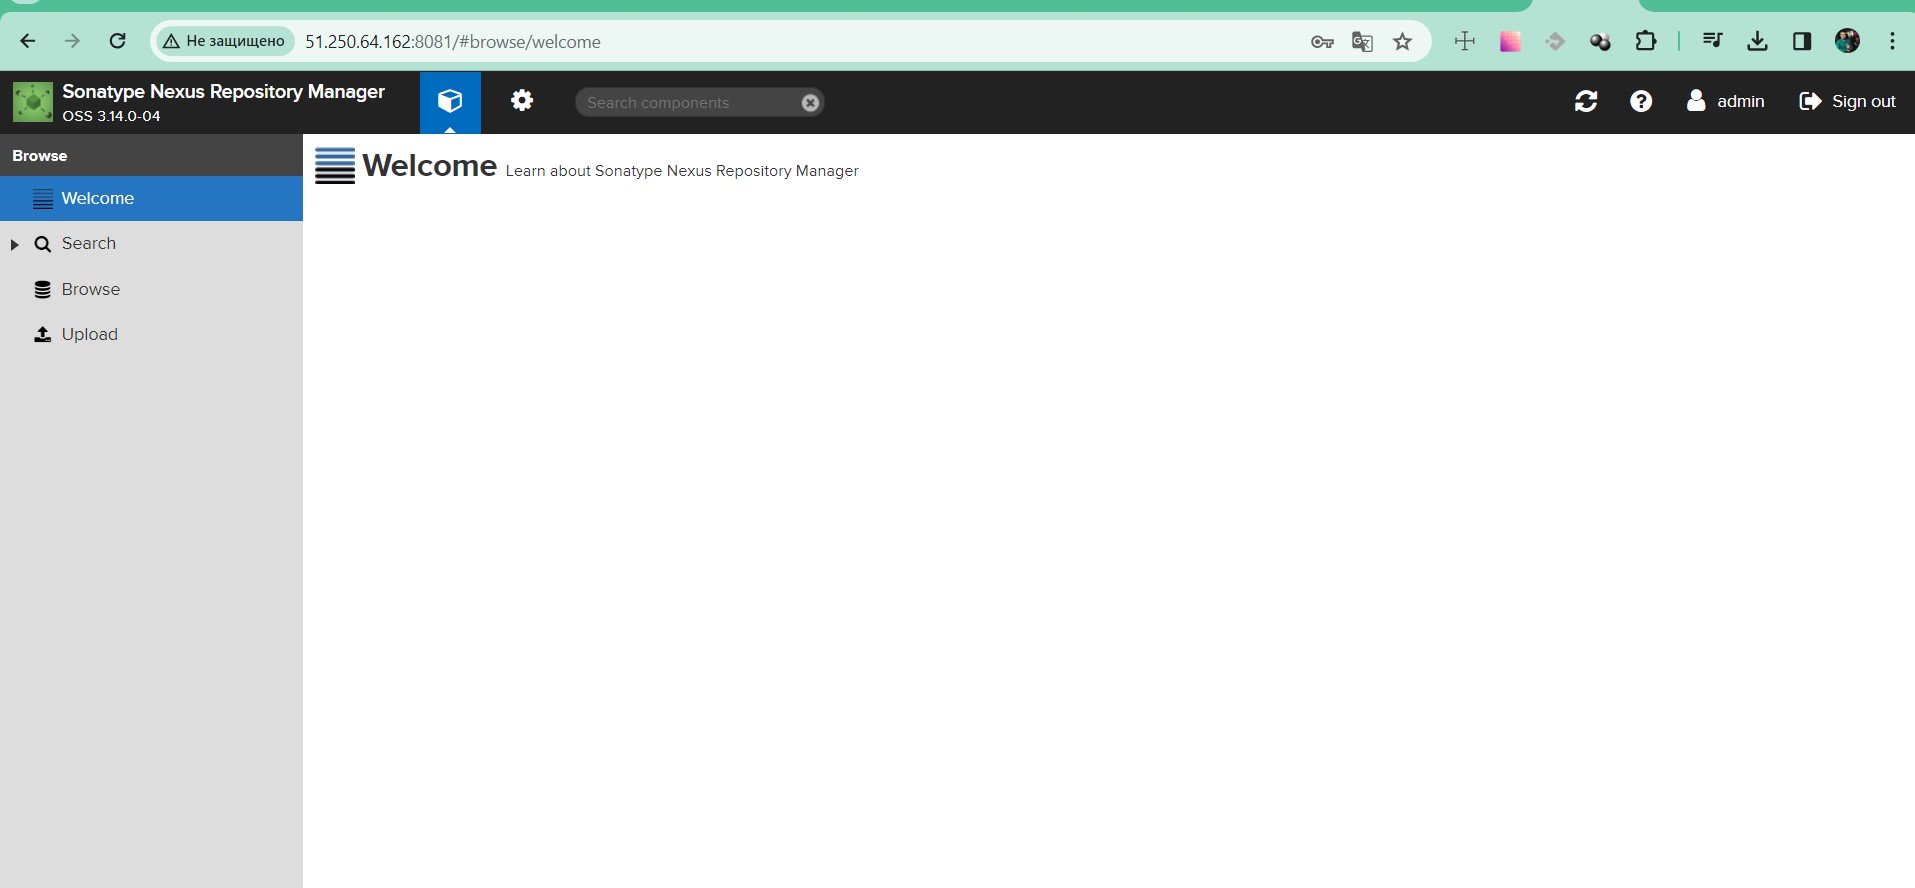 Не защищено 51.250.64.162:8081/#browse/welcome
Sonatype Nexus Repository Manager
OSS 3.14.0-04
Search components
admin
Sign out
Browse
Welcome
Search
Browse
Upload
Welcome Learn about Sonatype Nexus Repository Manager